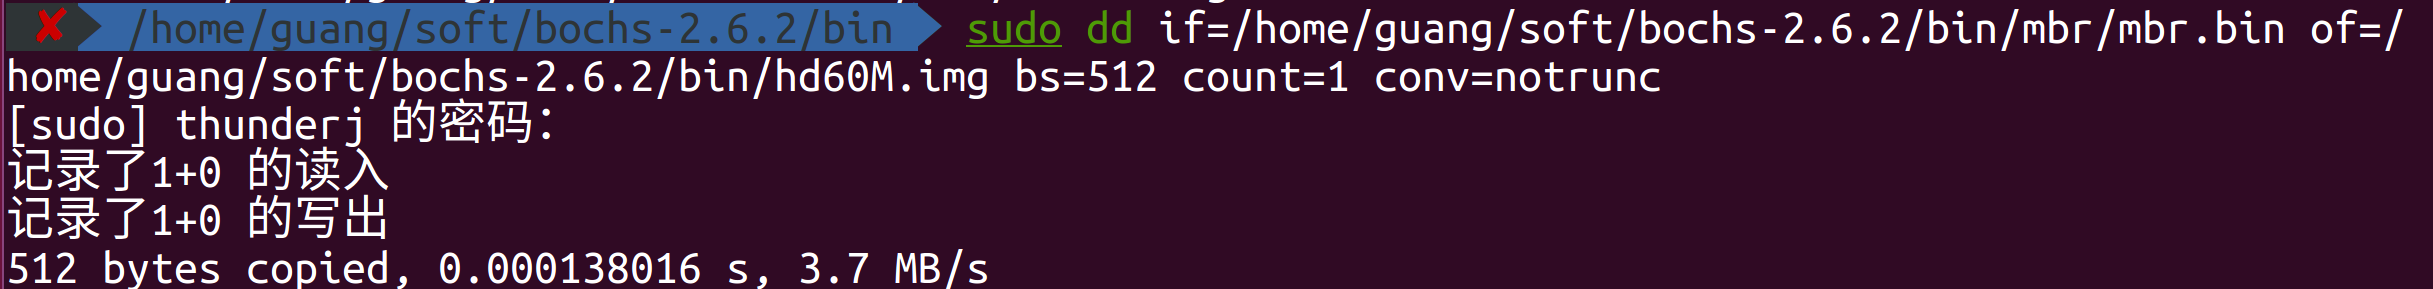 ✘ /home/guang/soft/bochs-2.6.2/bin sudo dd if=/home/guang/soft/bochs-2.6.2/bin/mbr/mbr.bin of=/
home/guang/soft/bochs-2.6.2/bin/hd60M.img bs=512 count=1 conv=notrunc
[sudo] thunderj 的密码：
记录了1+0 的读入
记录了1+0 的写出
512 bytes copied, 0.000138016 s, 3.7 MB/s